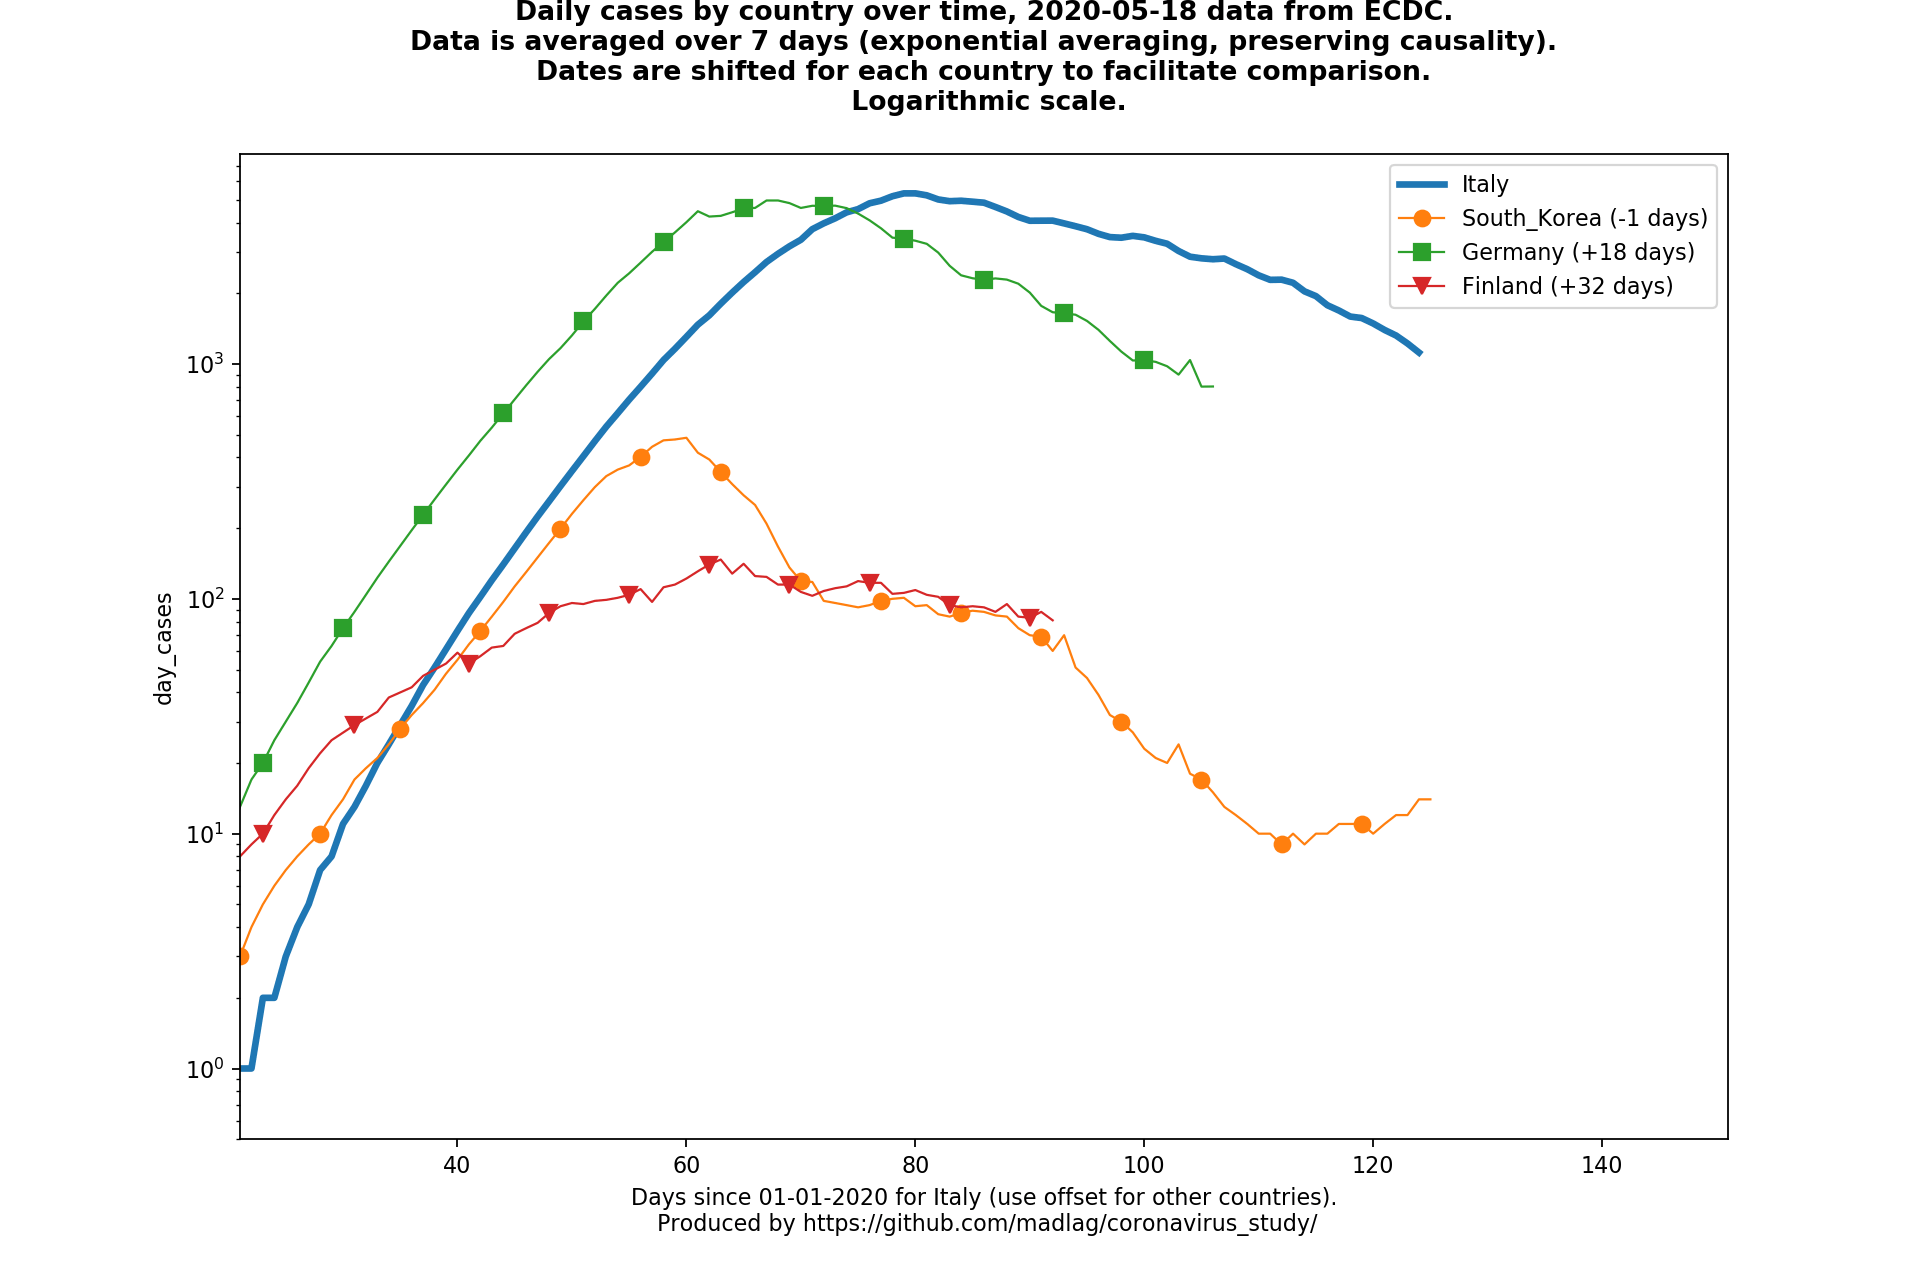 Daily cases by country over time, 2020-05-18 data from ECDC.
Data is averaged over 7 days (exponential averaging, preserving causality).
Dates are shifted for each country to facilitate comparison.
Logarithmic scale.
Italy
South_Korea (-1 days)
Germany (+18 days)
Finland (+32 days)
10³
10²
10¹
10⁰
day_cases
40 60 80 100 120 140
Days since 01-01-2020 for Italy (use offset for other countries).
Produced by https://github.com/madlag/coronavirus_study/